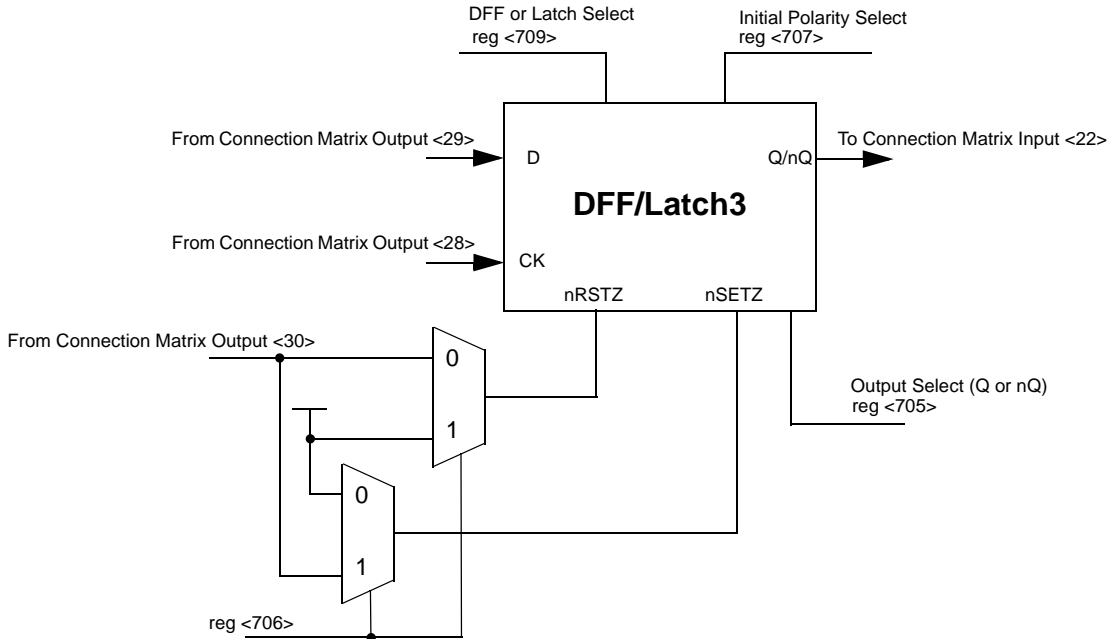 DFF or Latch Select
reg <709>
Initial Polarity Select
reg <707>
From Connection Matrix Output <29>
D
Q/nQ
To Connection Matrix Input <22>
DFF/Latch3
From Connection Matrix Output <28>
CK
nRSTZ
nSETZ
From Connection Matrix Output <30>
0
1
Output Select (Q or nQ)
reg <705>
0
1
reg <706>